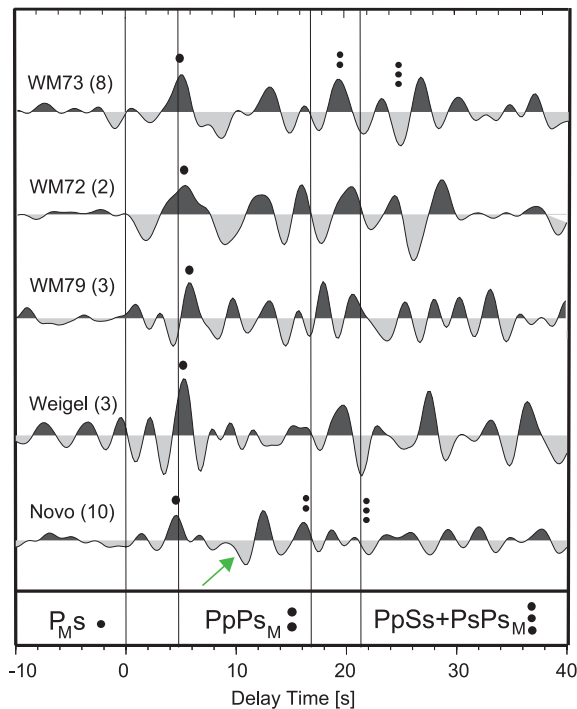 WM73 (8)
WM72 (2)
WM79 (3)
Weigel (3)
Novo (10)
PMs
PpPsM
PpSs+PsPsM
-10 0 10 20 30 40
Delay Time [s]